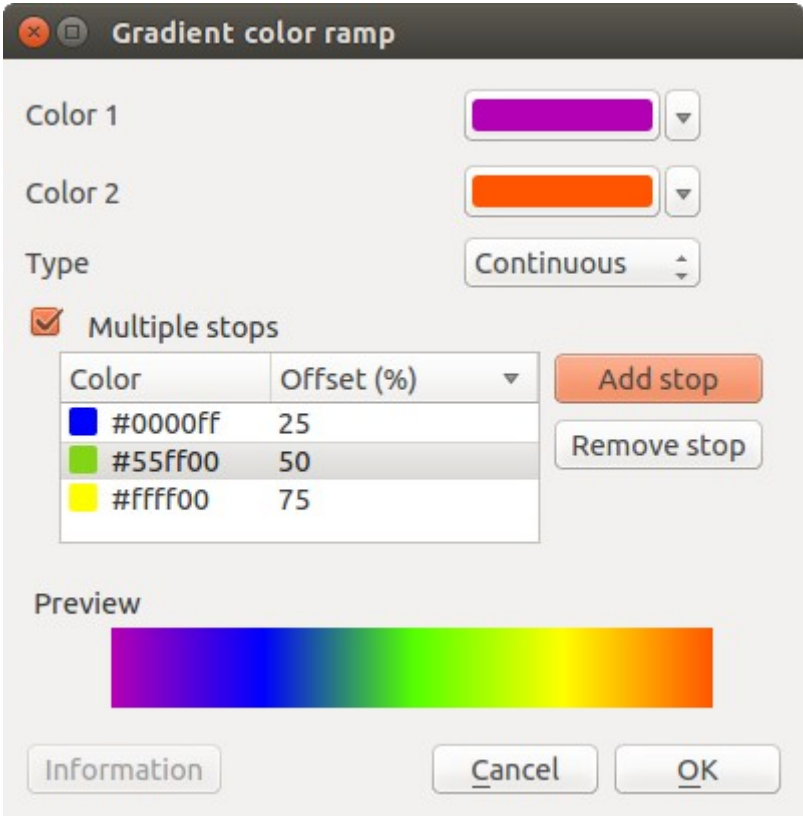 Gradient color ramp
Color 1
Color 2
Type Continuous
Multiple stops
Color Offset (%) Add stop
#0000ff 25
#55ff00 50 Remove stop
#ffff00 75
Preview
Information Cancel OK